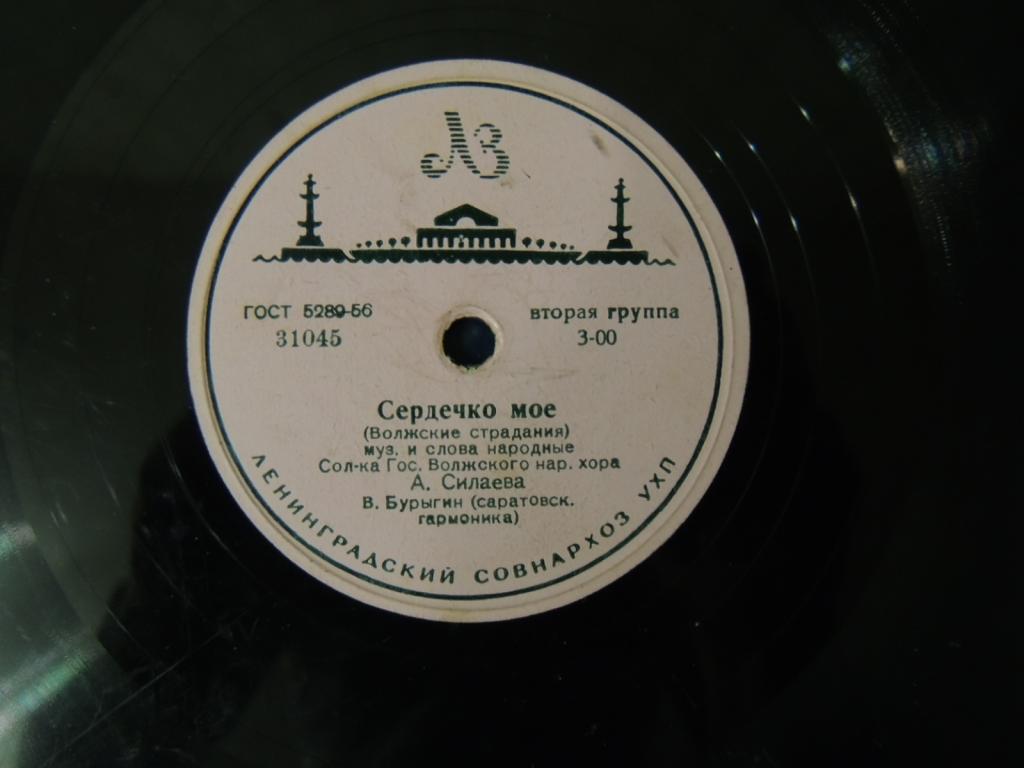 ЛЗ
ГОСТ 5289-56
вторая группа
31045
3-00
Сердечко мое
(Волжские страдания)
муз. и слова народные
Сол-ка Гос. Волжского нар. хора
А. Силаева
В. Бурыгин (саратовск.
гармоника)
ЛЕНИНГРАДСКИЙ СОВНАРХОЗ УХП